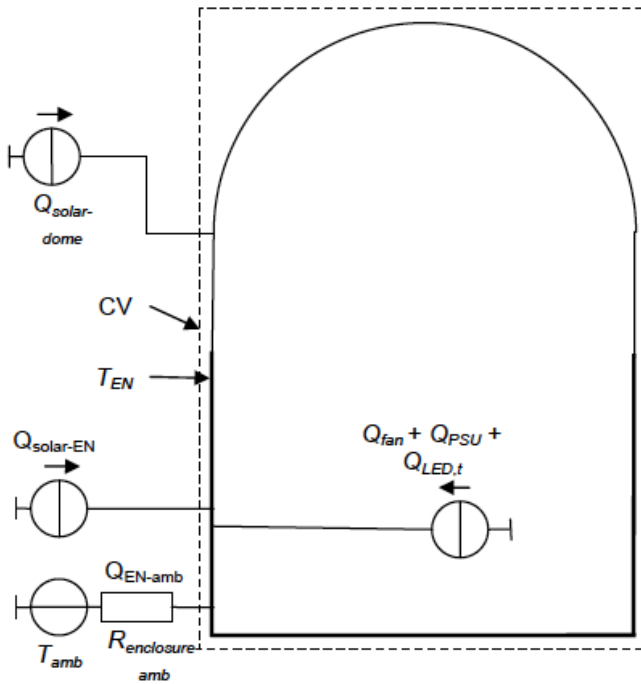 Q_solar-
dome
CV
T_EN
Q_solar-EN
Q_fan + Q_PSU +
Q_LED,t
Q_EN-amb
T_amb
R_enclosure
amb